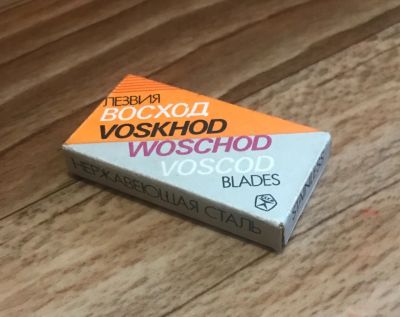 ЛЕЗВИЯ
ВОСХОД
VOSKHOD
WOSCHOD
VOSCOD
BLADES
НЕРЖАВЕЮЩАЯ СТАЛЬ